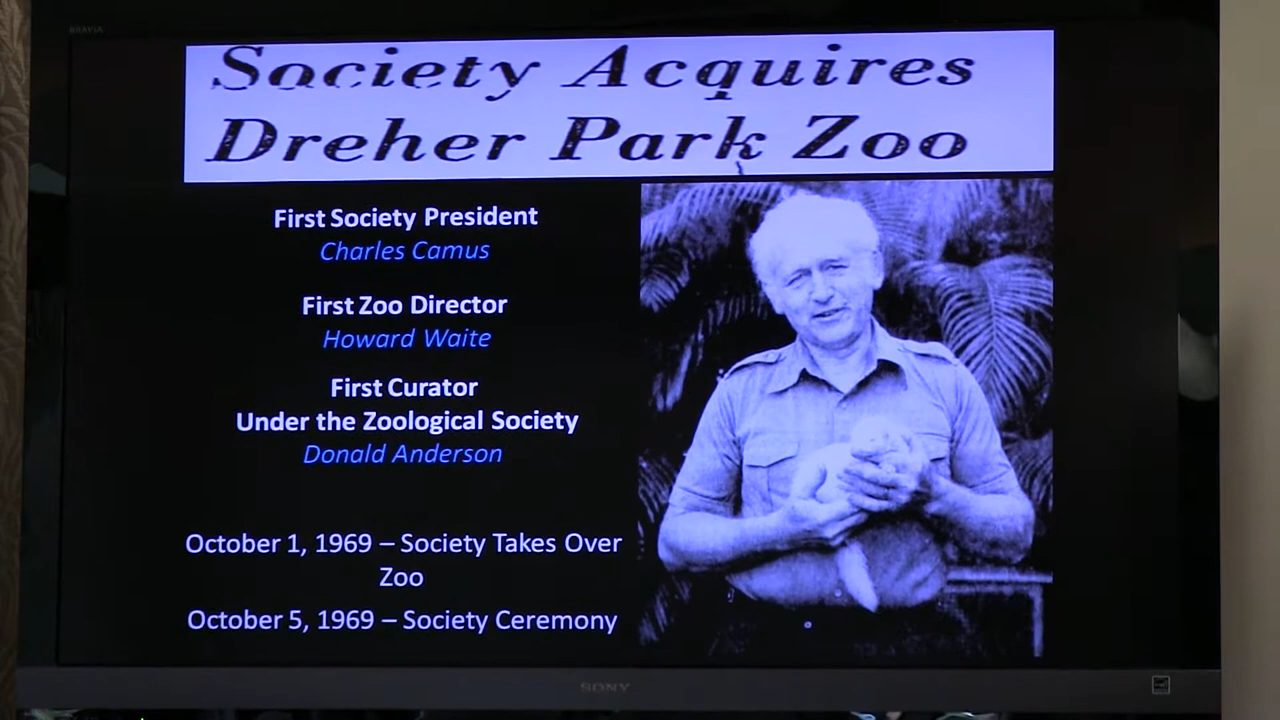 BRAVIA
Society Acquires
Dreher Park Zoo
First Society President
Charles Camus
First Zoo Director
Howard Waite
First Curator
Under the Zoological Society
Donald Anderson
October 1, 1969 – Society Takes Over
Zoo
October 5, 1969 – Society Ceremony
SONY